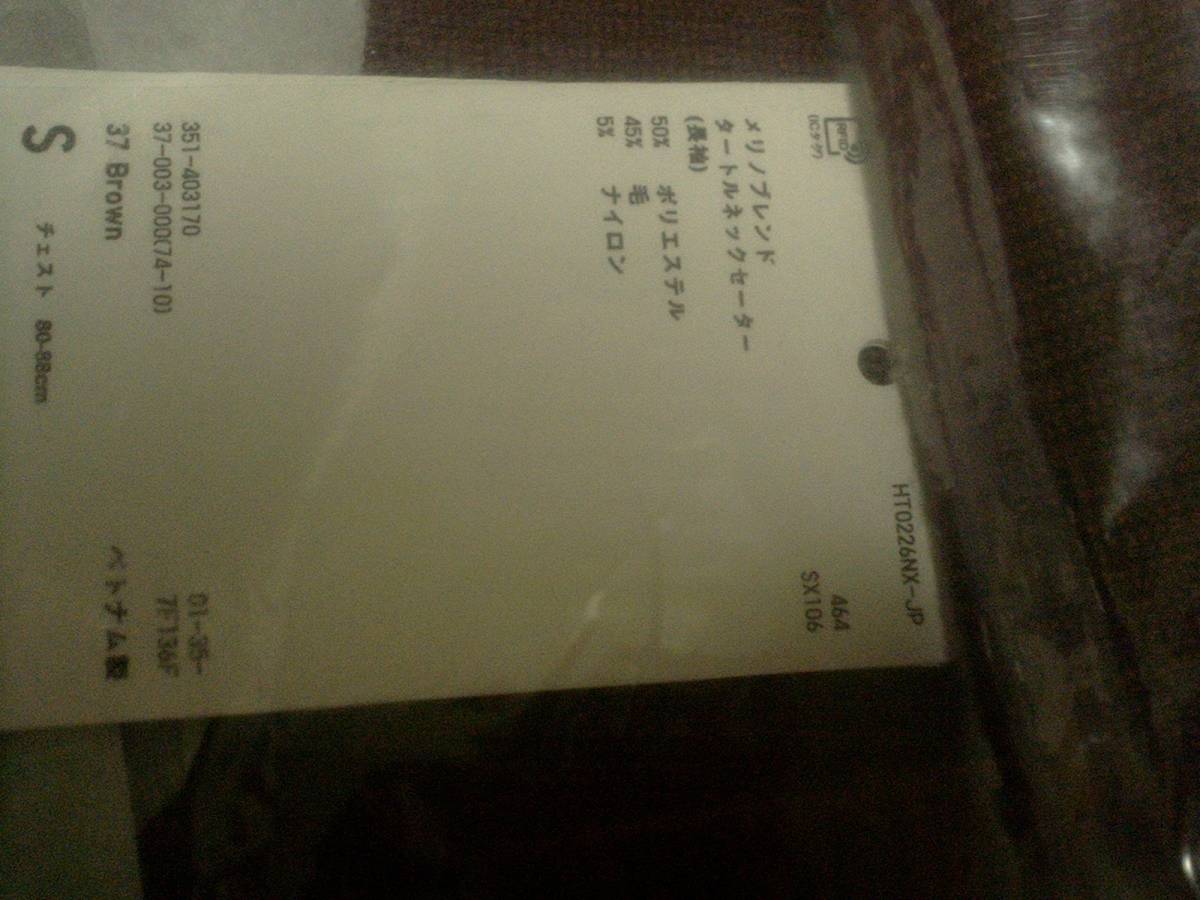 HT0226NX-JP
RFID
(ICタグ)
464
SX106
メリノブレンド
タートルネックセーター
(長袖)
50% ポリエステル
45% 毛
5% ナイロン
351-403170
37-003-000(74-10)
01-35-
7F136F
37 Brown
ベトナム製
S チェスト 80-88cm